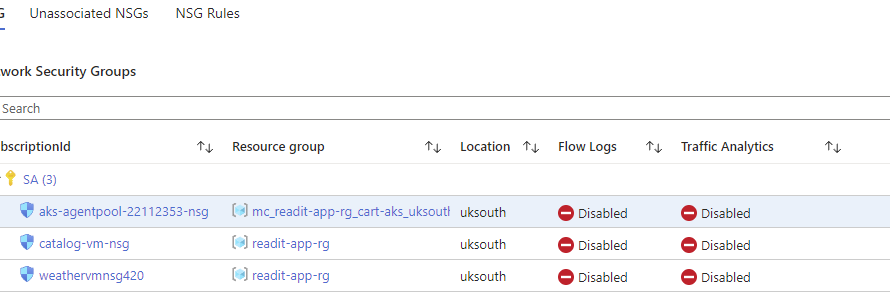 G Unassociated NSGs NSG Rules
work Security Groups
Search
bscriptionId Resource group Location Flow Logs Traffic Analytics
SA (3)
aks-agentpool-22112353-nsg mc_readit-app-rg_cart-aks_uksouth uksouth Disabled Disabled
catalog-vm-nsg readit-app-rg uksouth Disabled Disabled
weathervmnsg420 readit-app-rg uksouth Disabled Disabled